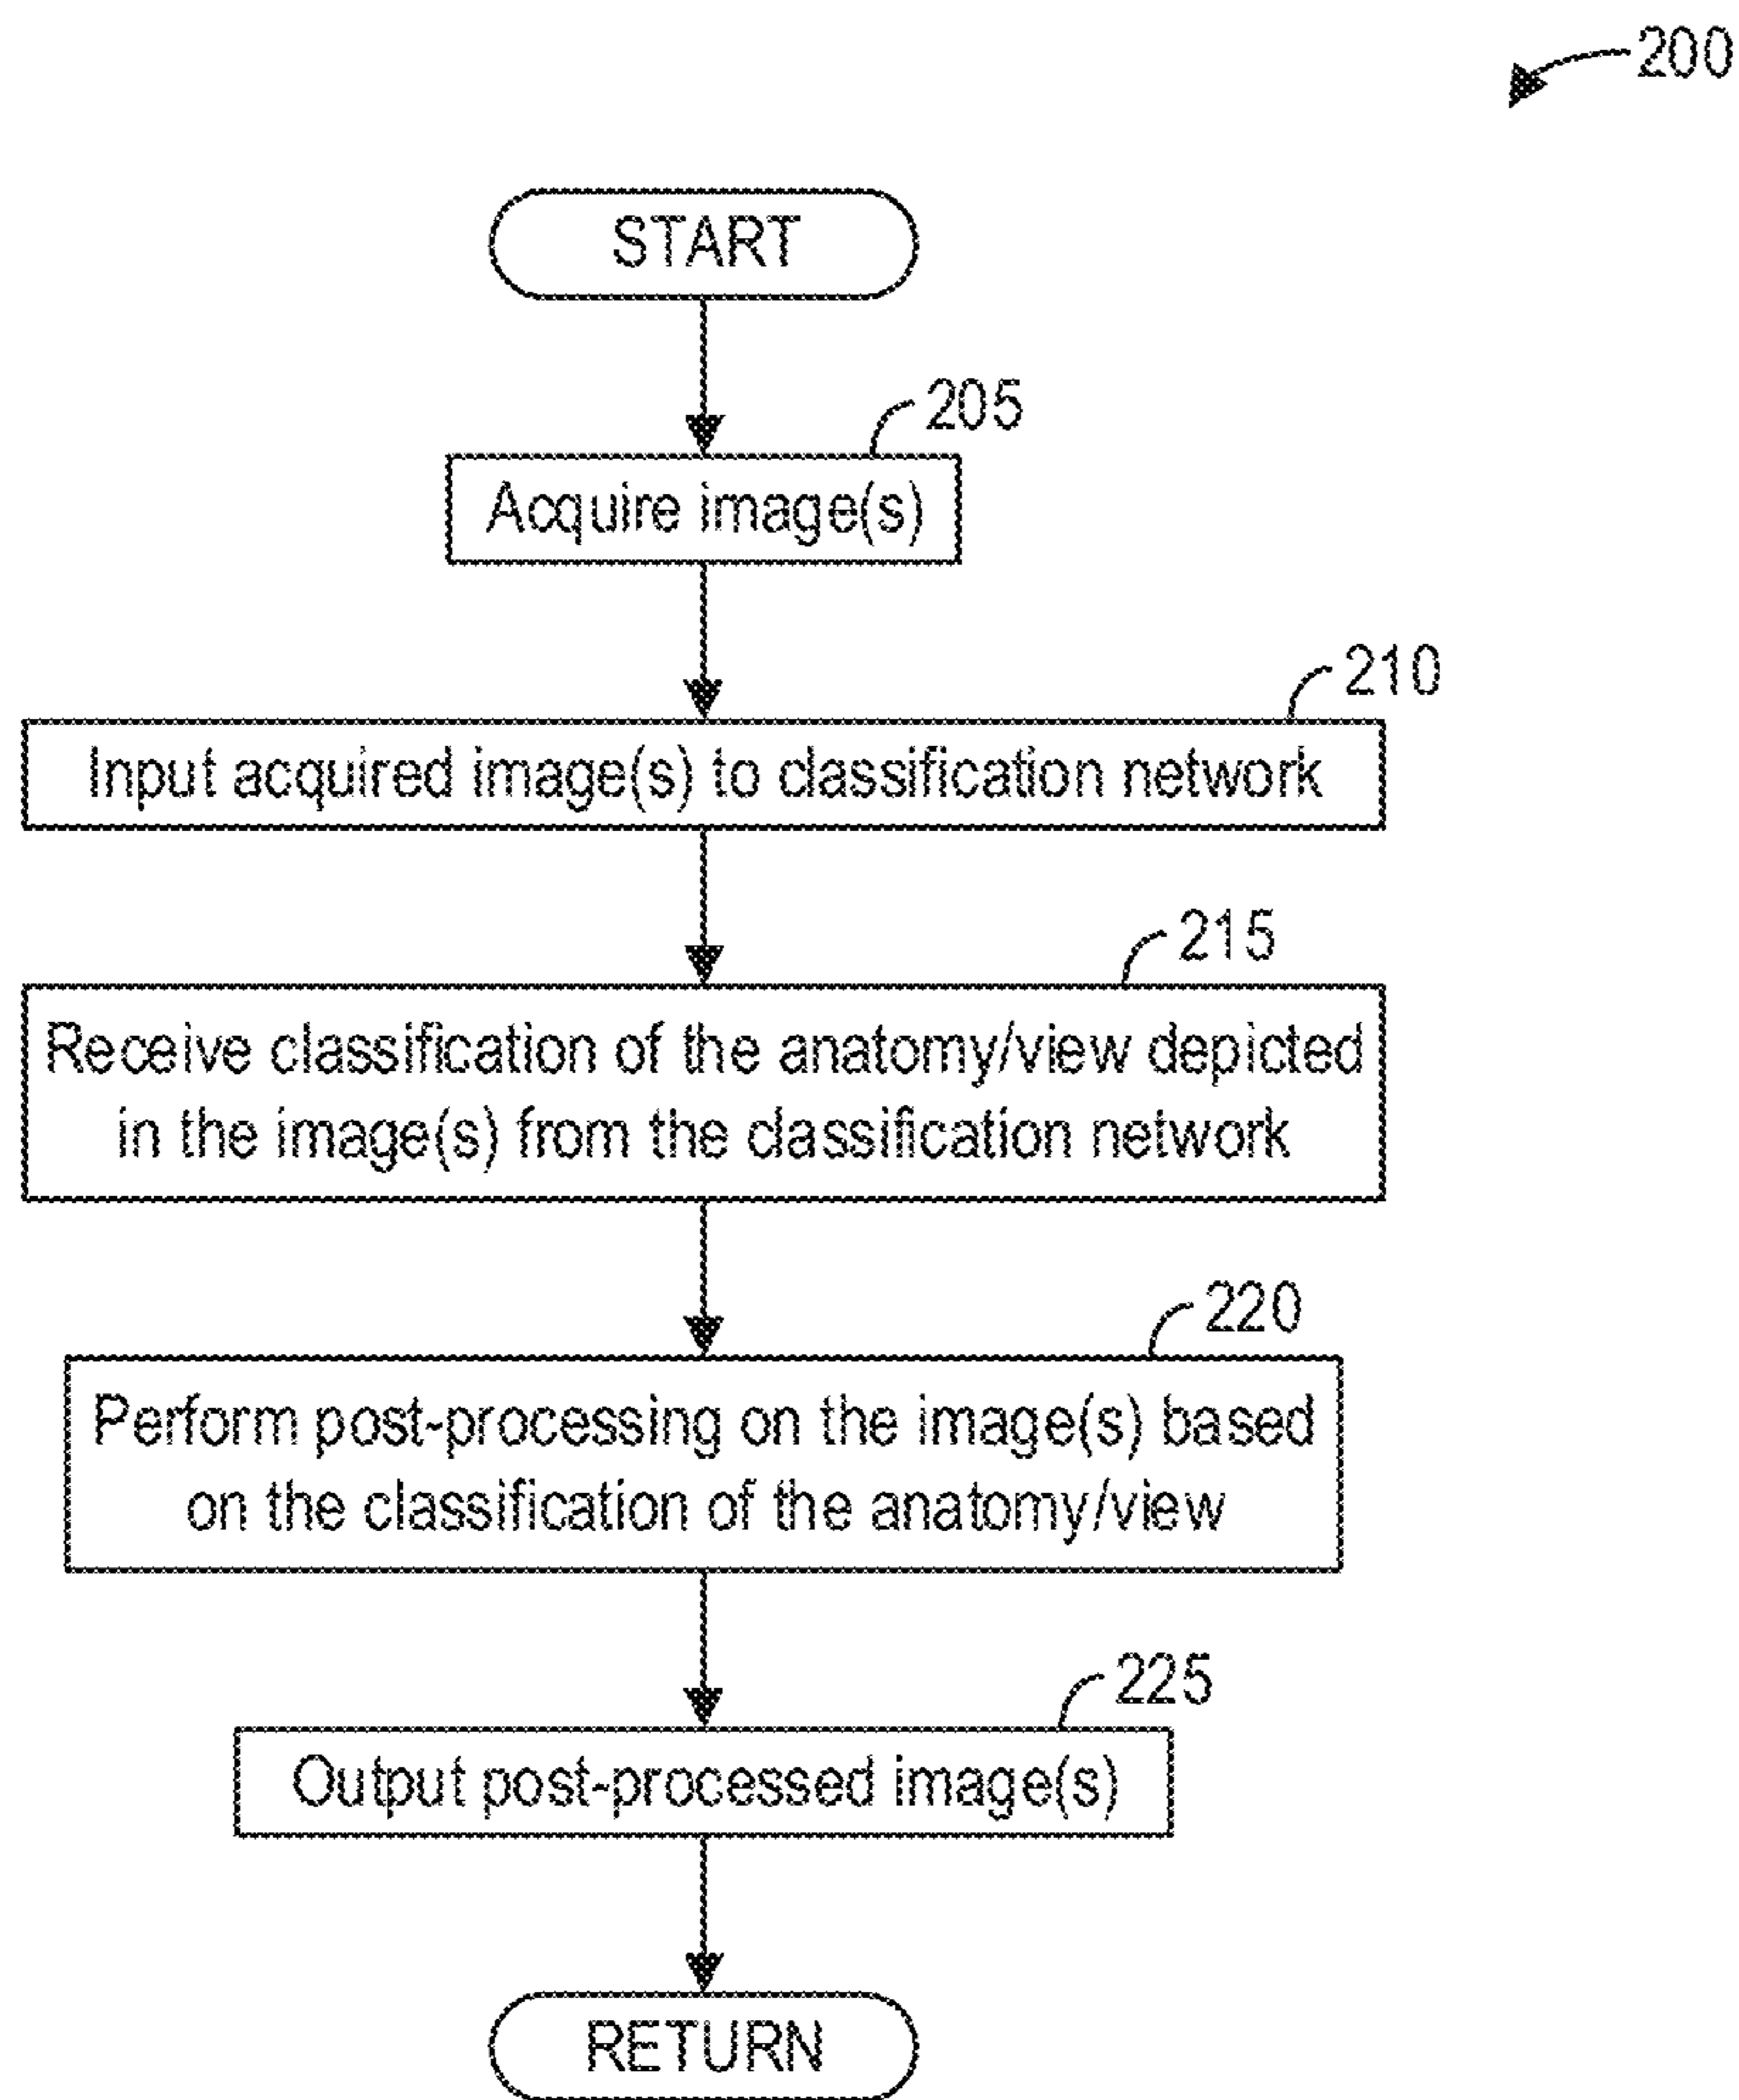 200
START
205
Acquire image(s)
210
Input acquired image(s) to classification network
215
Receive classification of the anatomy/view depicted
in the image(s) from the classification network
220
Perform post-processing on the image(s) based
on the classification of the anatomy/view
225
Output post-processed image(s)
RETURN